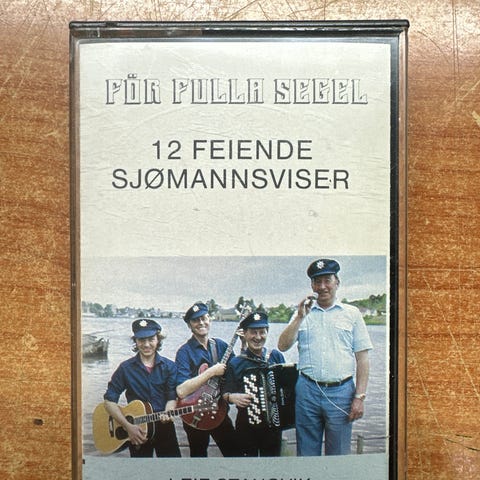 FÖR FULLA SEGEL
12 FEIENDE
SJØMANNSVISER